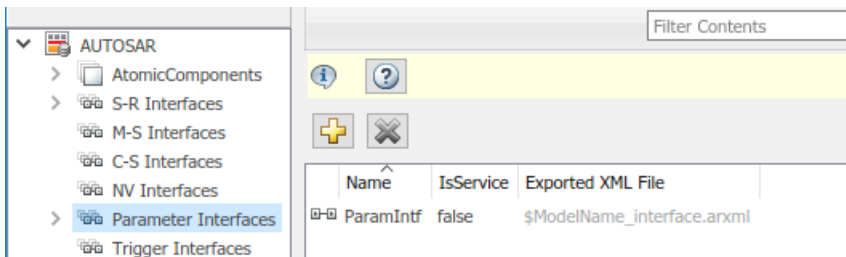 Filter Contents
AUTOSAR
AtomicComponents
S-R Interfaces
M-S Interfaces
C-S Interfaces
NV Interfaces
Parameter Interfaces
Trigger Interfaces
Name IsService Exported XML File
ParamIntf false $ModelName_interface.arxml